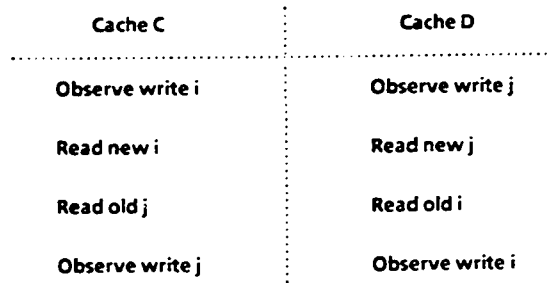 Cache C Cache D
Observe write i Observe write j
Read new i Read new j
Read old j Read old i
Observe write j Observe write i